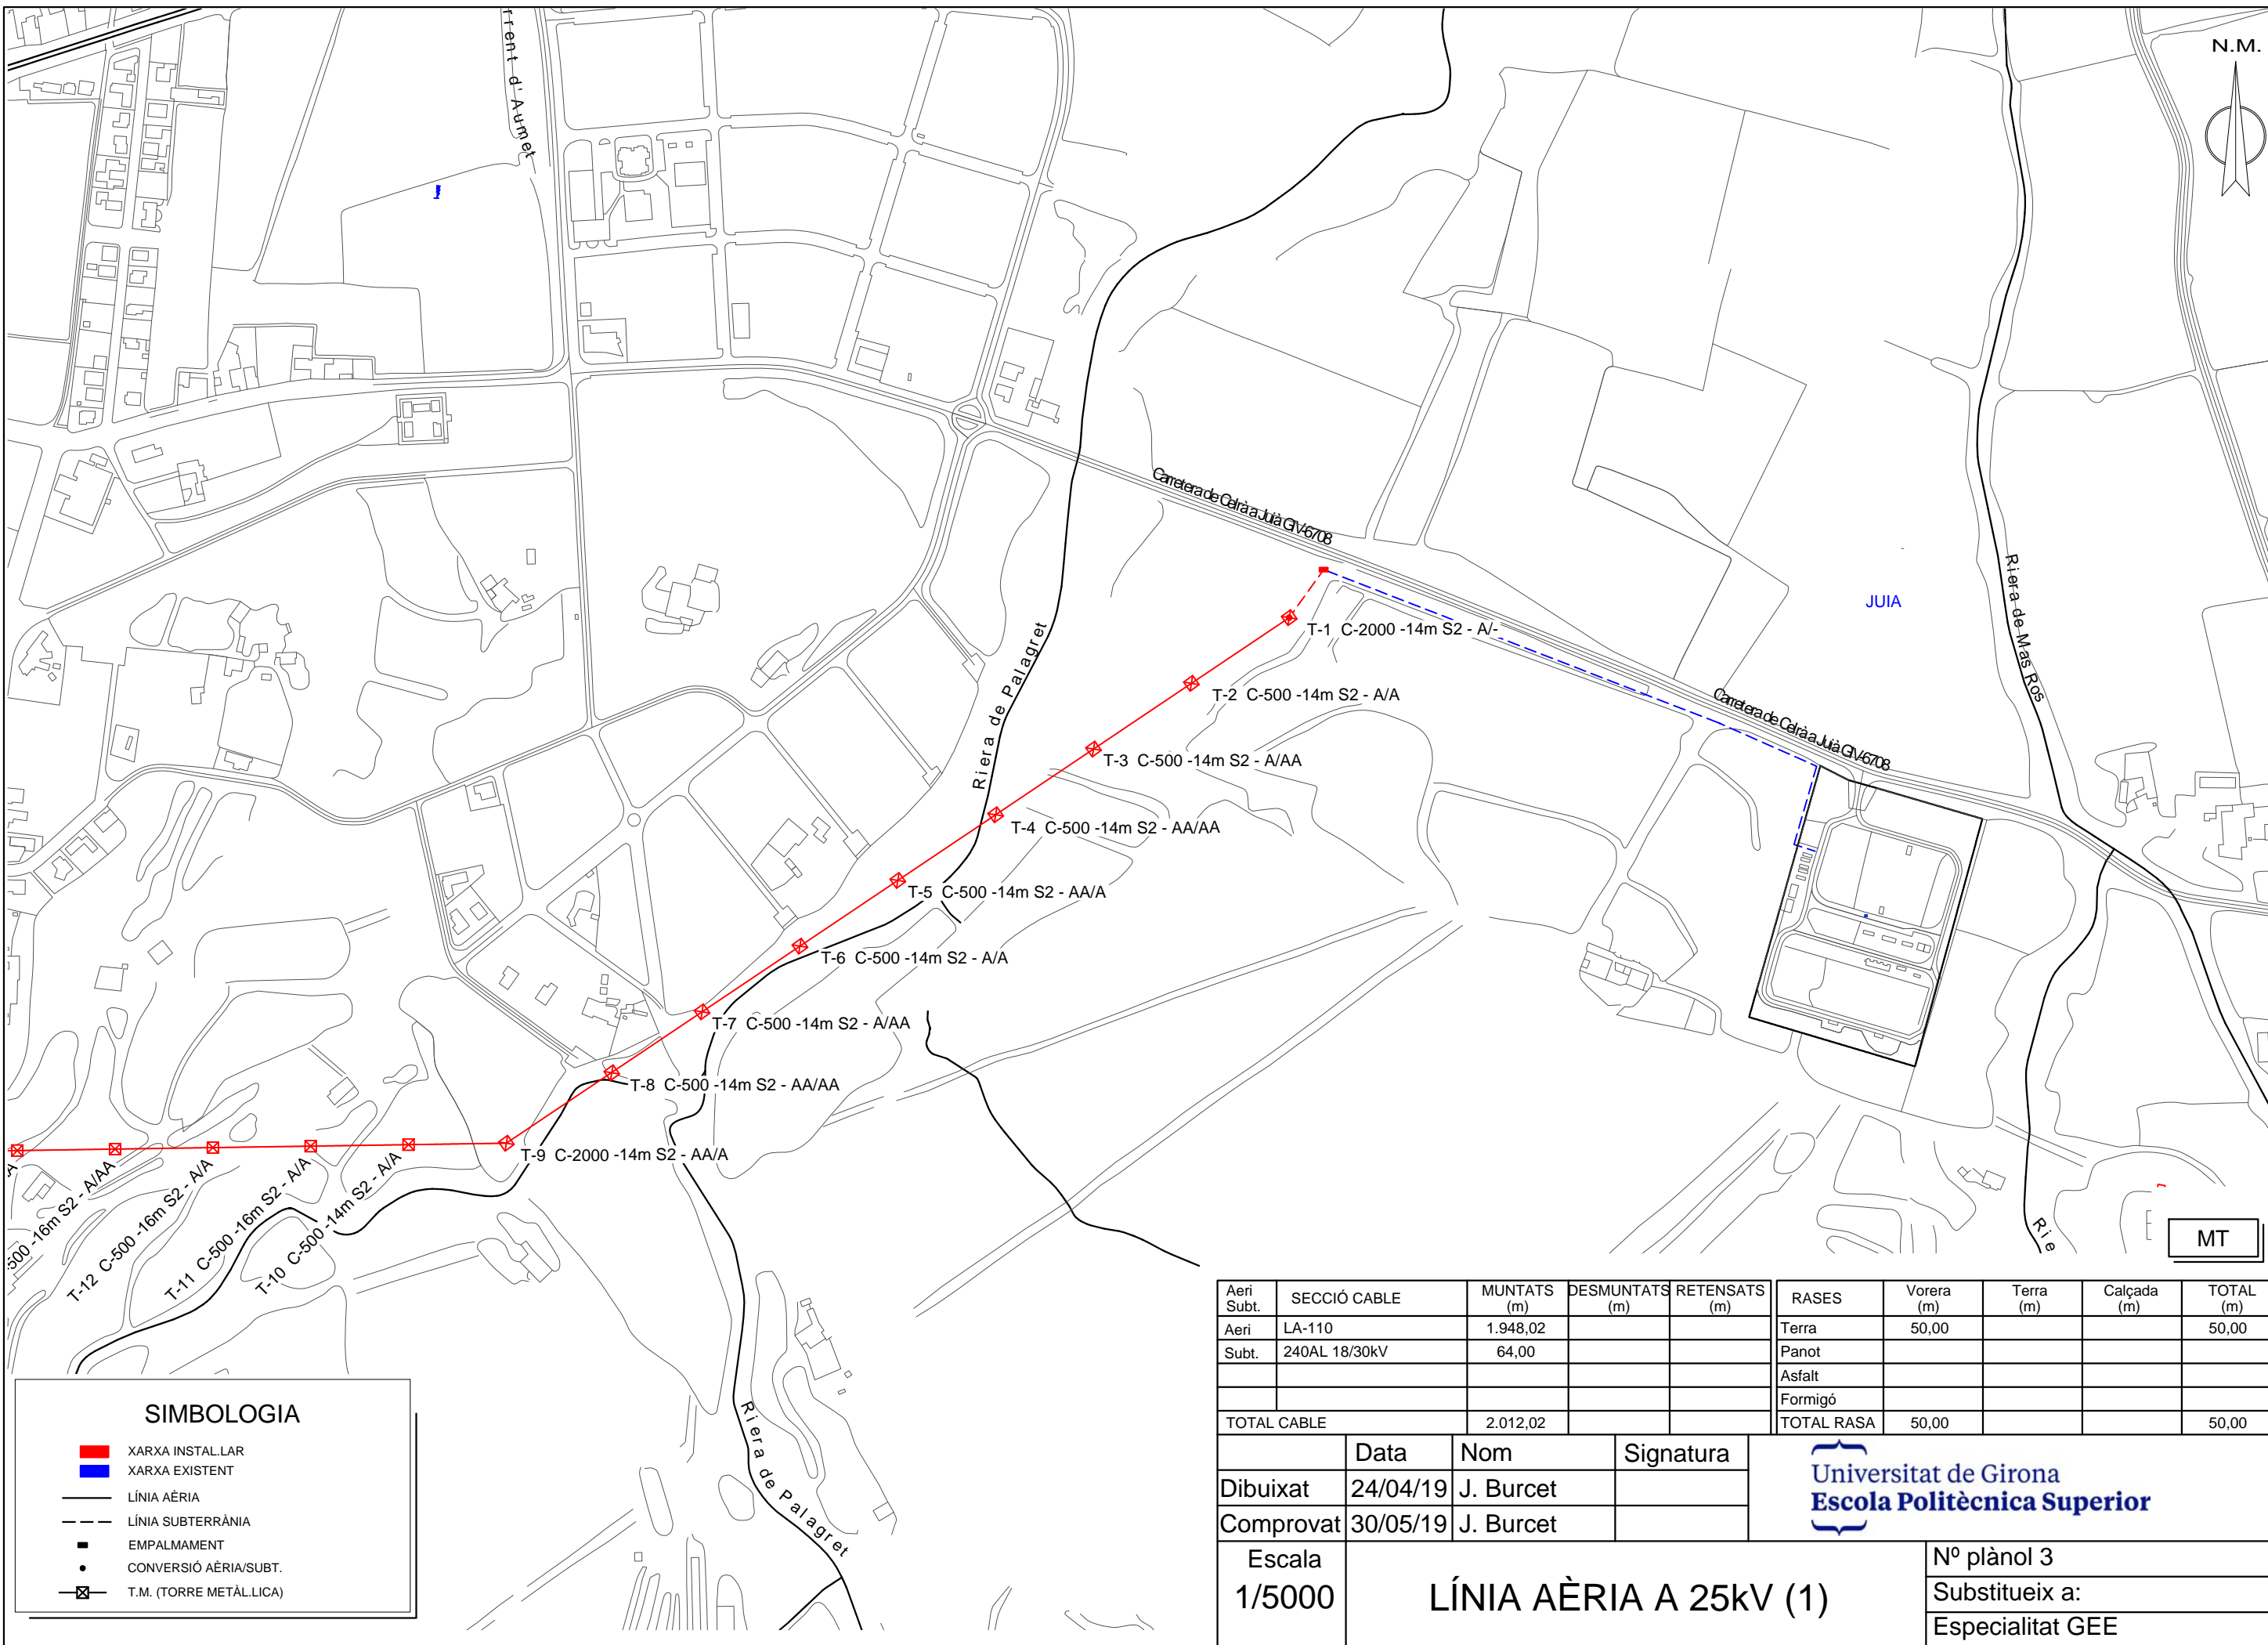 N.M.
rrent d'Aumet
Carretera de Celrà a Juià GIV-6708
JUIA
Riera de Mas Ros
Riera de Palagret
T-1 C-2000 -14m S2 - A/-
T-2 C-500 -14m S2 - A/A
Carretera de Celrà a Juià GIV-6708
T-3 C-500 -14m S2 - A/AA
T-4 C-500 -14m S2 - AA/AA
T-5 C-500 -14m S2 - AA/A
T-6 C-500 -14m S2 - A/A
T-7 C-500 -14m S2 - A/AA
T-8 C-500 -14m S2 - AA/AA
T-9 C-2000 -14m S2 - AA/A
T-10 C-500 -14m S2 - A/A
T-11 C-500 -16m S2 - A/A
T-12 C-500 -16m S2 - A/A
500 -16m S2 - A/AA
Rie
MT
Riera de Palagret
SIMBOLOGIA
XARXA INSTAL.LAR
XARXA EXISTENT
LÍNIA AÈRIA
LÍNIA SUBTERRÀNIA
EMPALMAMENT
CONVERSIÓ AÈRIA/SUBT.
T.M. (TORRE METÀL.LICA)
Aeri Subt. SECCIÓ CABLE MUNTATS (m) DESMUNTATS (m) RETENSATS (m)
Aeri LA-110 1.948,02
Subt. 240AL 18/30kV 64,00
TOTAL CABLE 2.012,02
RASES Vorera (m) Terra (m) Calçada (m) TOTAL (m)
Terra 50,00 50,00
Panot
Asfalt
Formigó
TOTAL RASA 50,00 50,00
Data Nom Signatura
Dibuixat 24/04/19 J. Burcet
Comprovat 30/05/19 J. Burcet
Universitat de Girona
Escola Politècnica Superior
Escala
1/5000
LÍNIA AÈRIA A 25kV (1)
Nº plànol 3
Substitueix a:
Especialitat GEE